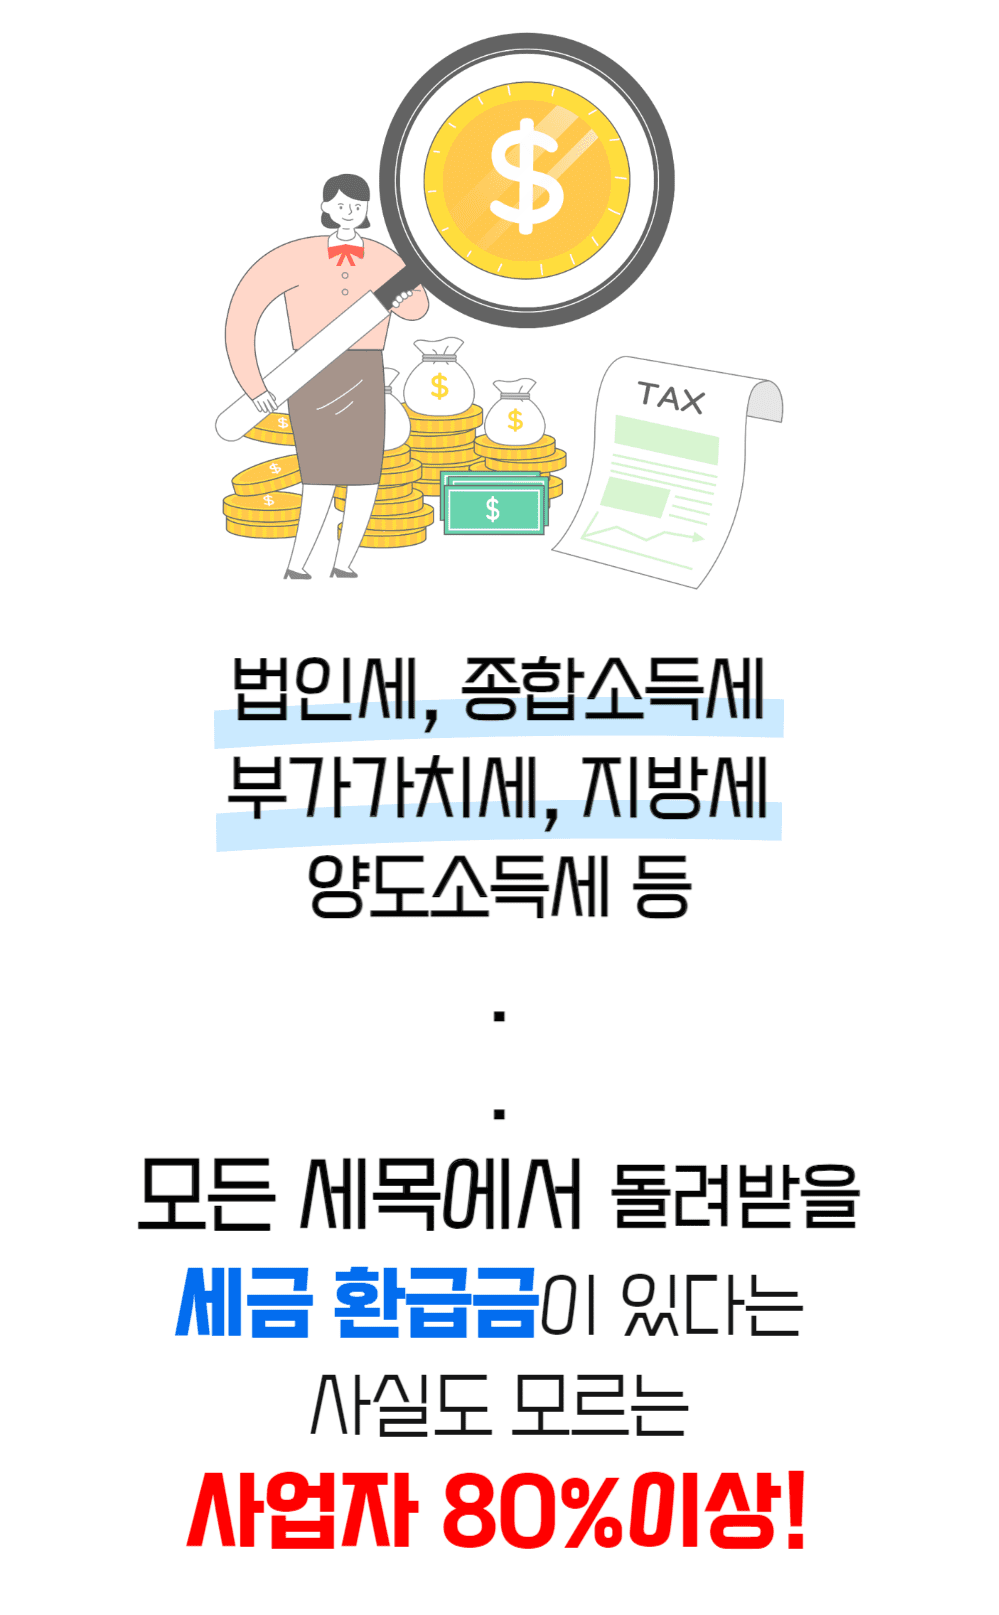 $
$
$
$
$
$
$
TAX
법인세, 종합소득세
부가가치세, 지방세
양도소득세 등
.
.
모든 세목에서 돌려받을
세금 환급금이 있다는
사실도 모르는
사업자 80%이상!